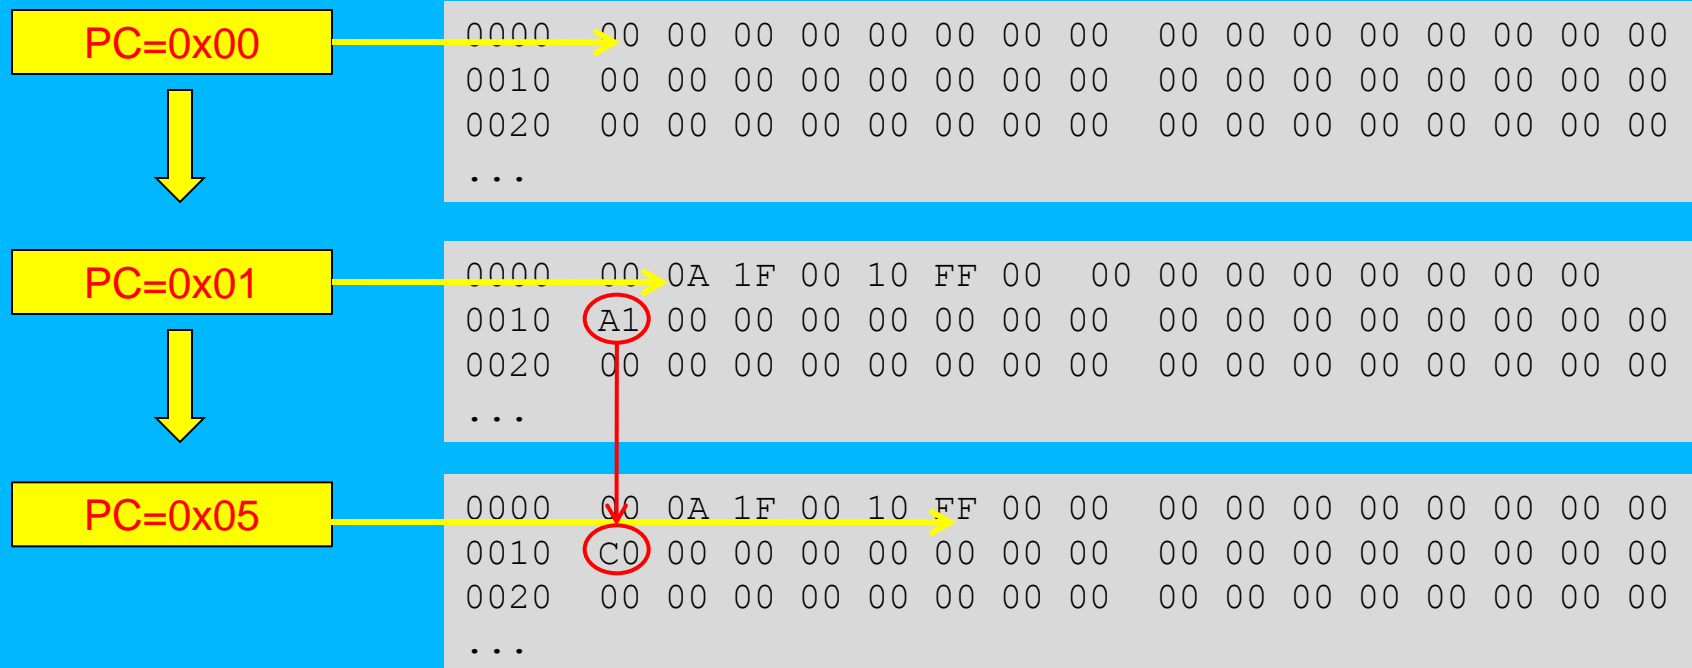 PC=0x00
0000 00 00 00 00 00 00 00 00 00 00 00 00 00 00 00 00
0010 00 00 00 00 00 00 00 00 00 00 00 00 00 00 00 00
0020 00 00 00 00 00 00 00 00 00 00 00 00 00 00 00 00
...
PC=0x01
0000 00 0A 1F 00 10 FF 00 00 00 00 00 00 00 00 00
0010 A1 00 00 00 00 00 00 00 00 00 00 00 00 00 00 00
0020 00 00 00 00 00 00 00 00 00 00 00 00 00 00 00 00
...
PC=0x05
0000 00 0A 1F 00 10 FF 00 00 00 00 00 00 00 00 00 00
0010 C0 00 00 00 00 00 00 00 00 00 00 00 00 00 00 00
0020 00 00 00 00 00 00 00 00 00 00 00 00 00 00 00 00
...